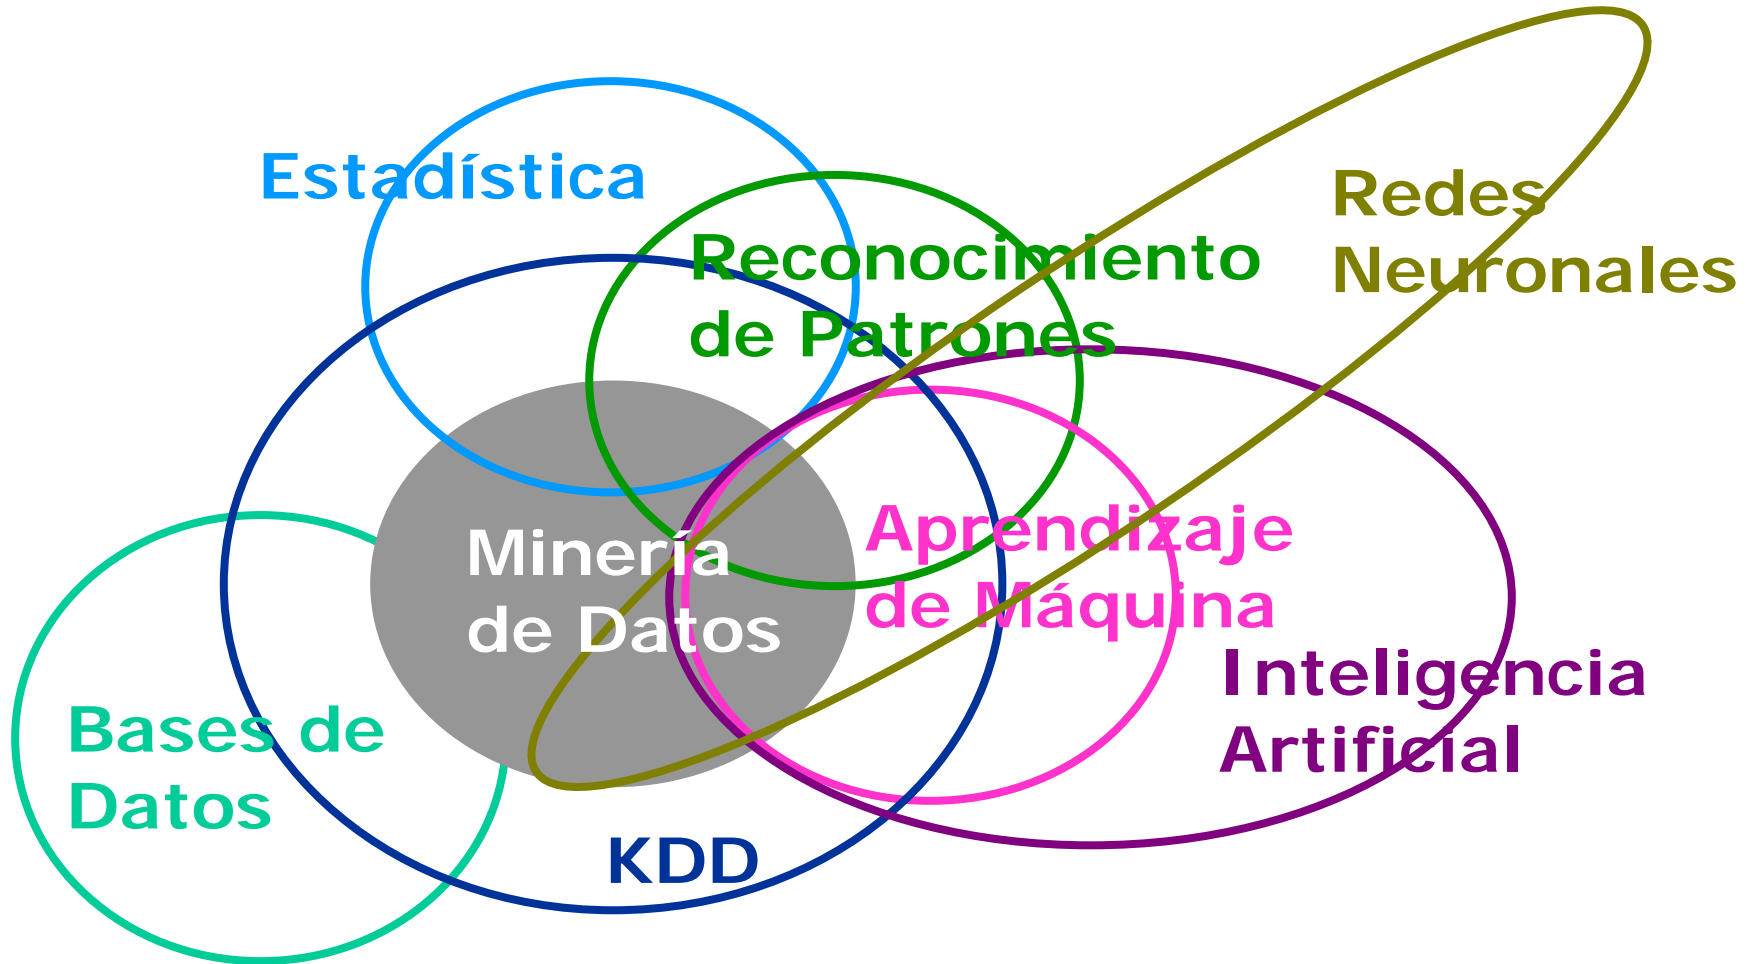 Estadística
Reconocimiento
de Patrones
Redes
Neuronales
Minería
de Datos
Aprendizaje
de Máquina
Inteligencia
Artificial
Bases de
Datos
KDD